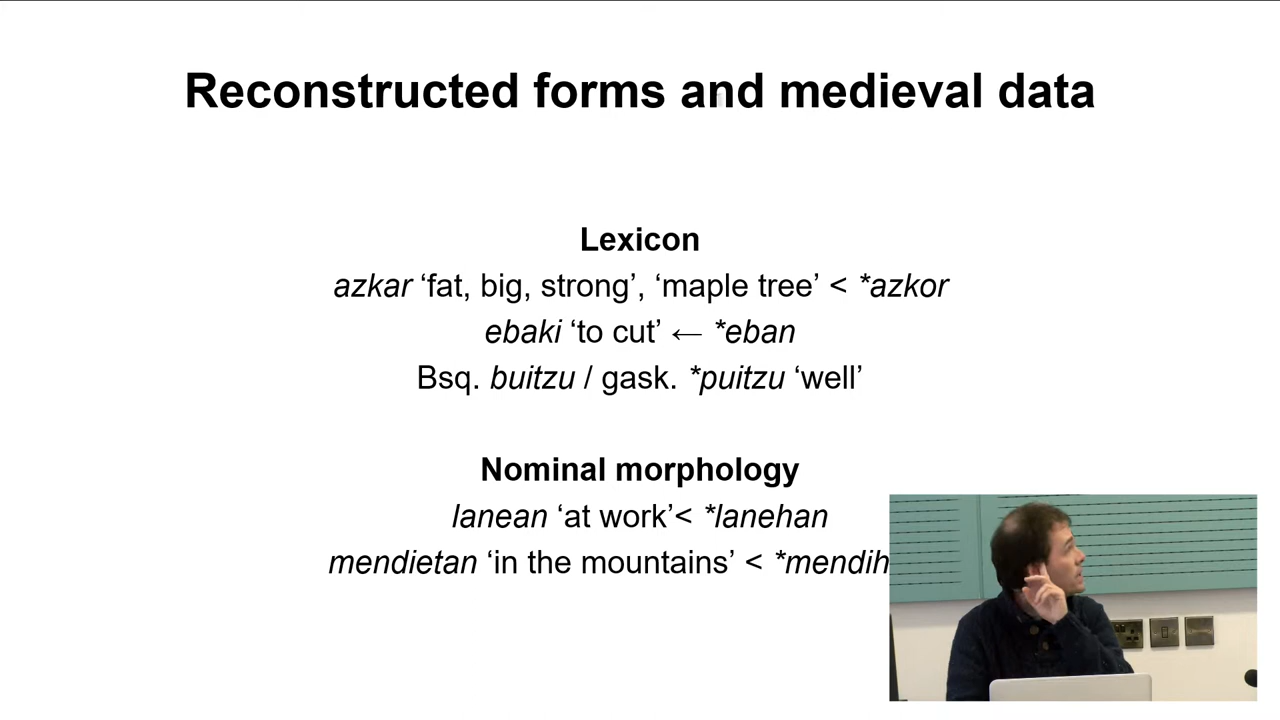 Reconstructed forms and medieval data
Lexicon
azkar ‘fat, big, strong’, ‘maple tree’ < *azkor
ebaki ‘to cut’ ← *eban
Bsq. buitzu / gask. *puitzu ‘well’
Nominal morphology
lanean ‘at work’< *lanehan
mendietan ‘in the mountains’ <